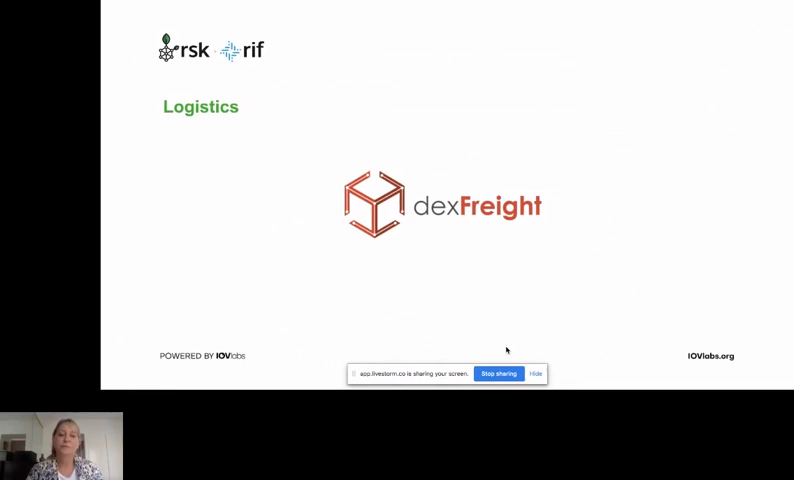 rsk rif
Logistics
dexFreight
POWERED BY IOVlabs
IOVlabs.org
app.livestorm.co is sharing your screen.
Stop sharing
Hide